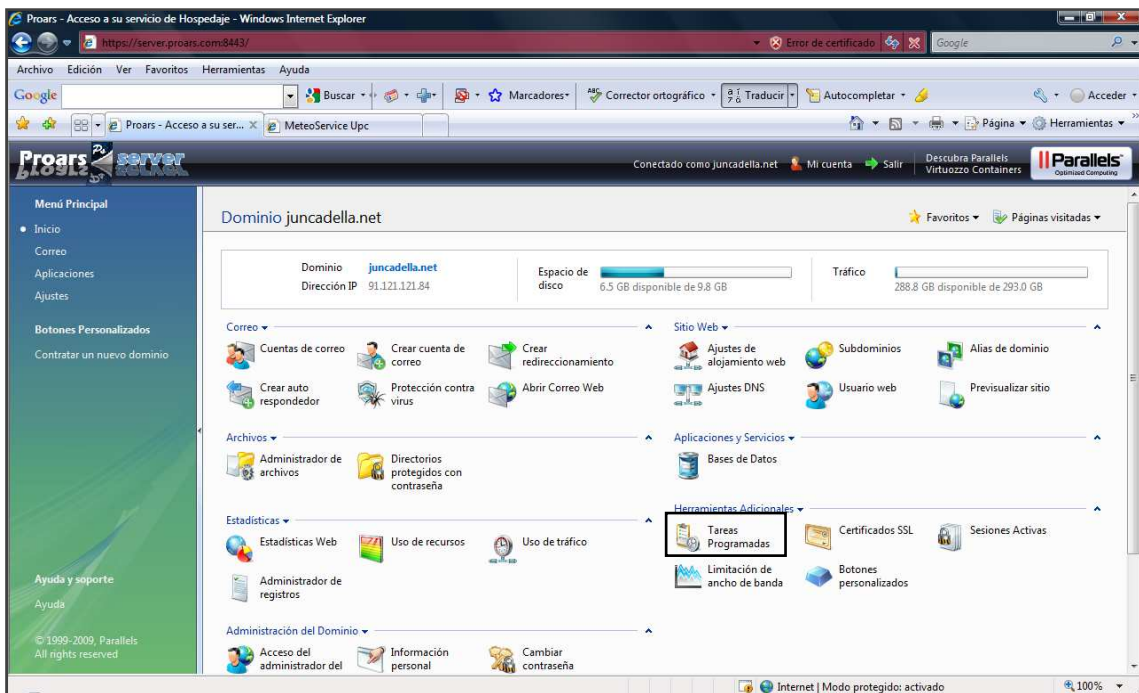 Proars - Acceso a su servicio de Hospedaje - Windows Internet Explorer
https://server.proars.com:8443/
Error de certificado
Google
Archivo Edición Ver Favoritos Herramientas Ayuda
Google
Buscar
Marcadores
Corrector ortográfico
Traducir
Autocompletar
Acceder
Proars - Acceso a su ser...
MeteoService Upc
Página
Herramientas
Proars server
Conectado como juncadella.net
Mi cuenta
Salir
Descubra Parallels
Virtuozzo Containers
Parallels
Optimized Computing
Menú Principal
Inicio
Correo
Aplicaciones
Ajustes
Botones Personalizados
Contratar un nuevo dominio
Ayuda y soporte
Ayuda
© 1999-2009, Parallels
All rights reserved
Dominio juncadella.net
Favoritos
Páginas visitadas
Dominio juncadella.net
Dirección IP 91.121.121.84
Espacio de
disco
6.5 GB disponible de 9.8 GB
Tráfico
288.8 GB disponible de 293.0 GB
Correo
Cuentas de correo
Crear cuenta de
correo
Crear
redireccionamiento
Crear auto
respondedor
Protección contra
virus
Abrir Correo Web
Sitio Web
Ajustes de
alojamiento web
Subdominios
Alias de dominio
Ajustes DNS
Usuario web
Previsualizar sitio
Archivos
Administrador de
archivos
Directorios
protegidos con
contraseña
Aplicaciones y Servicios
Bases de Datos
Estadísticas
Estadísticas Web
Uso de recursos
Uso de tráfico
Administrador de
registros
Herramientas Adicionales
Tareas
Programadas
Certificados SSL
Sesiones Activas
Limitación de
ancho de banda
Botones
personalizados
Administración del Dominio
Acceso del
administrador del
Información
personal
Cambiar
contraseña
Internet | Modo protegido: activado
100%